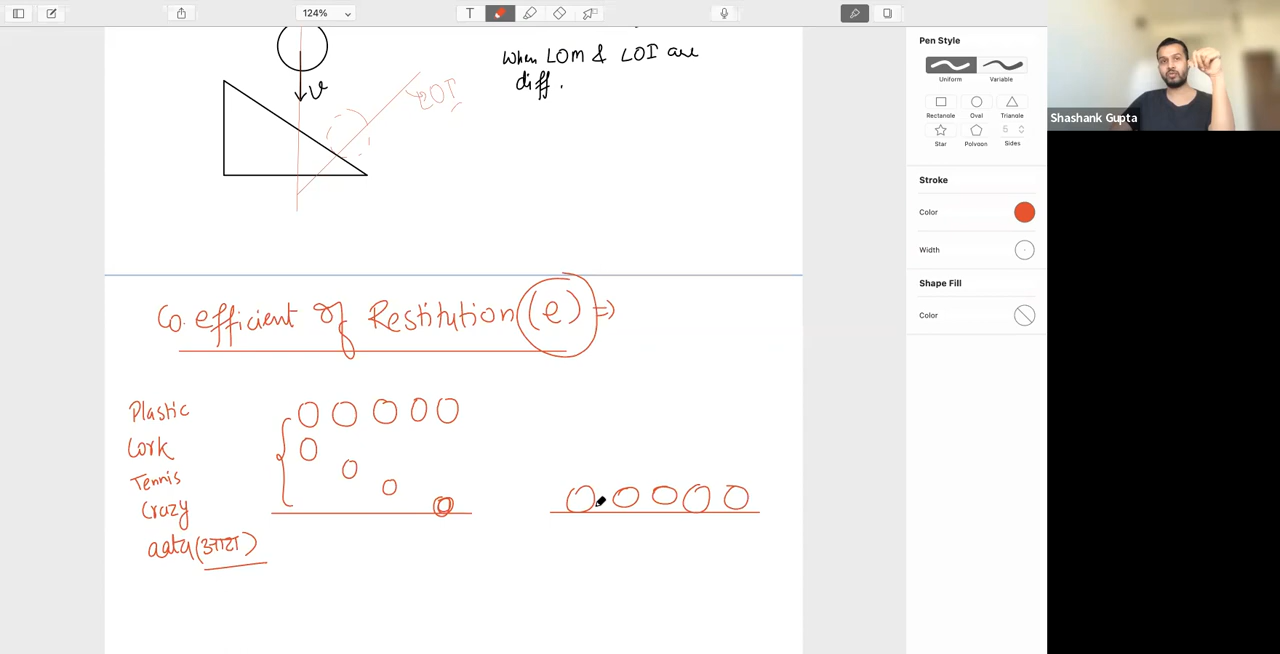 124%
T
Pen Style
Uniform
Variable
Rectangle
Oval
Triangle
Star
Polygon
5
Sides
Stroke
Color
Width
Shape Fill
Color
Shashank Gupta
When LOM & LOI are
diff.
v
LOI
Co.efficient of Restitution (e) ⇒
Plastic
Cork
Tennis
Crazy
aata (आटा)